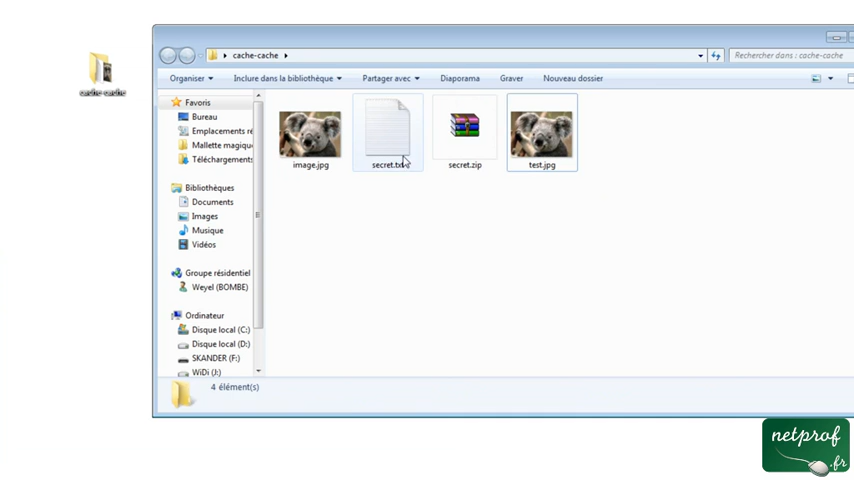 cache-cache
cache-cache
Rechercher dans : cache-cache
Organiser
Inclure dans la bibliothèque
Partager avec
Diaporama
Graver
Nouveau dossier
Favoris
Bureau
Emplacements ré
Mallette magiqu
Téléchargements
Bibliothèques
Documents
Images
Musique
Vidéos
Groupe résidentiel
Weyel (BOMBE)
Ordinateur
Disque local (C:)
Disque local (D:)
SKANDER (F:)
WiDi (J:)
image.jpg
secret.txt
secret.zip
test.jpg
4 élément(s)
netprof
.fr